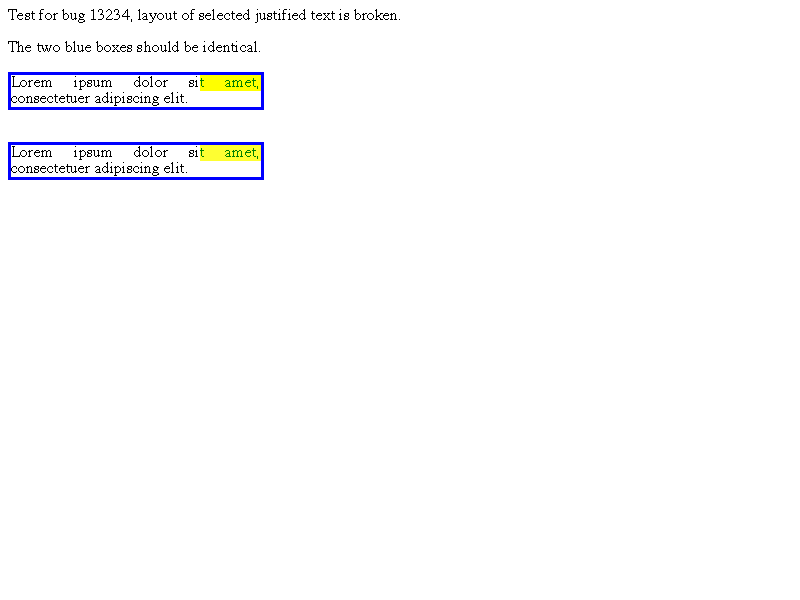 Test for bug 13234, layout of selected justified text is broken.
The two blue boxes should be identical.
Lorem ipsum dolor sit amet,
consectetuer adipiscing elit.
Lorem ipsum dolor sit amet,
consectetuer adipiscing elit.